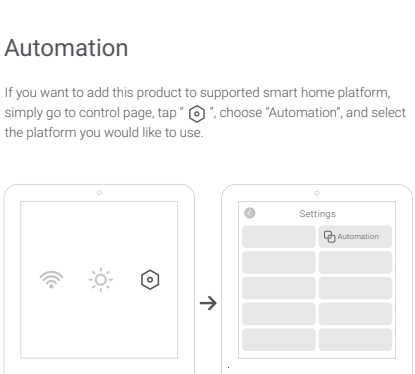 Automation
If you want to add this product to supported smart home platform,
simply go to control page, tap " ", choose "Automation", and select
the platform you would like to use.
Settings
Automation